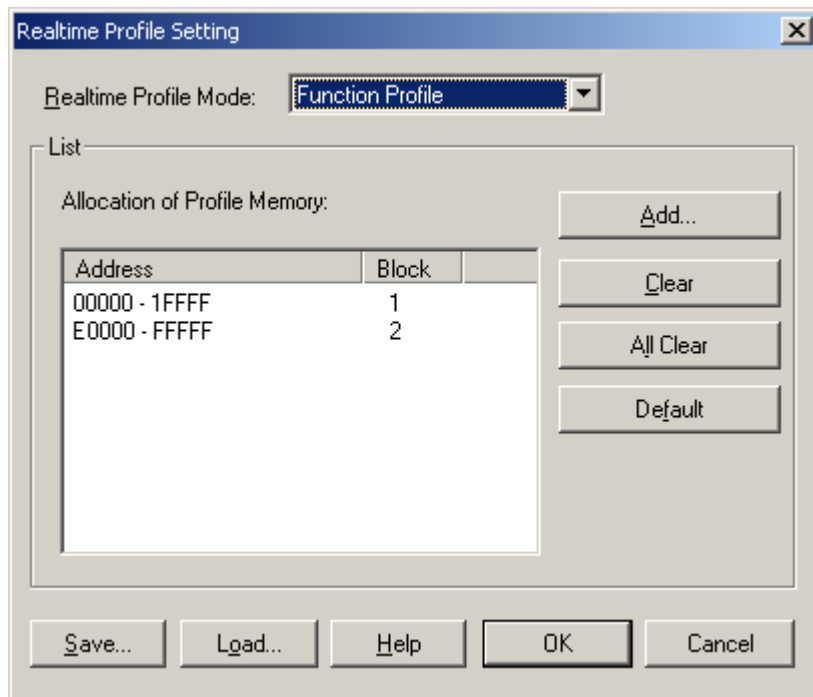 Realtime Profile Setting
Realtime Profile Mode: Function Profile
List
Allocation of Profile Memory:
Add...
Address Block
00000 - 1FFFF 1
E0000 - FFFFF 2
Clear
All Clear
Default
Save... Load... Help OK Cancel